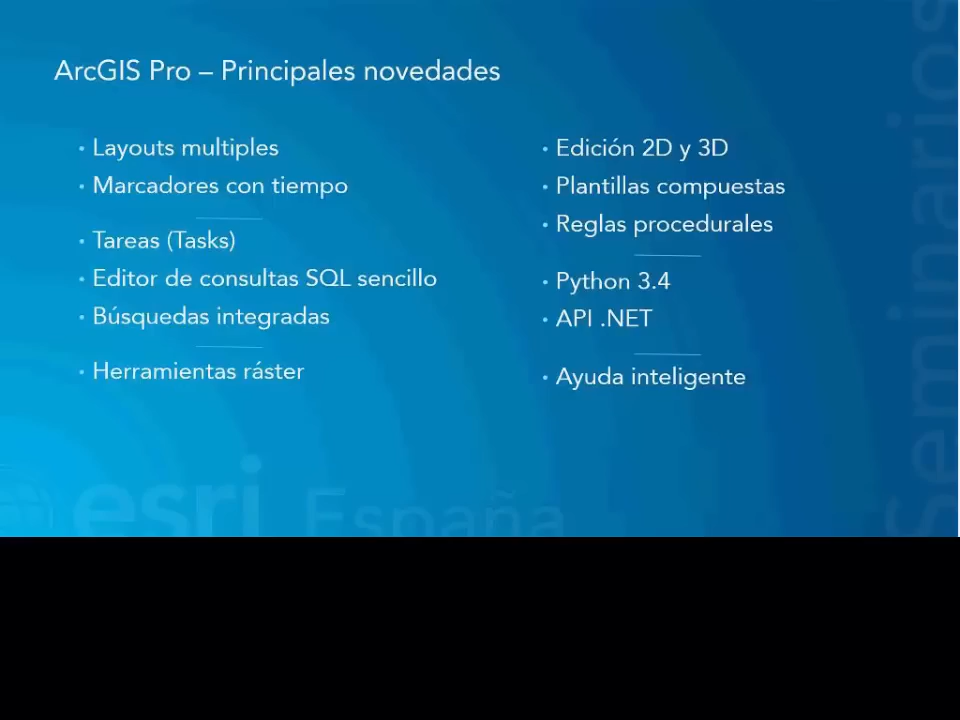 ArcGIS Pro – Principales novedades
• Layouts multiples
• Marcadores con tiempo
• Tareas (Tasks)
• Editor de consultas SQL sencillo
• Búsquedas integradas
• Herramientas ráster
• Edición 2D y 3D
• Plantillas compuestas
• Reglas procedurales
• Python 3.4
• API .NET
• Ayuda inteligente
esri España
Seminarios